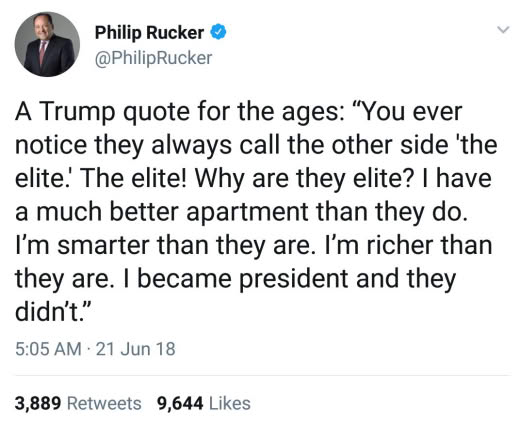 Philip Rucker
@PhilipRucker
A Trump quote for the ages: “You ever
notice they always call the other side 'the
elite.' The elite! Why are they elite? I have
a much better apartment than they do.
I’m smarter than they are. I’m richer than
they are. I became president and they
didn’t.”
5:05 AM · 21 Jun 18
3,889 Retweets 9,644 Likes